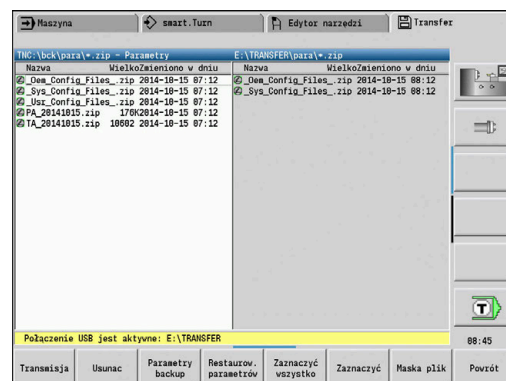 Maszyna smart.Turn Edytor narzędzi Transfer
TNC:\bck\para\*.zip - Parametry E:\TRANSFER\para\*.zip
Nazwa WielkoZmieniono w dniu Nazwa WielkoZmieniono w dniu
_Oem_Config_Files_.zip 2014-10-15 07:12 _Oem_Config_Files_.zip 2014-10-15 08:12
_Sys_Config_Files_.zip 2014-10-15 07:12 _Sys_Config_Files_.zip 2014-10-15 08:12
_Usr_Config_Files_.zip 2014-10-15 07:12
PA_20141015.zip 176K2014-10-15 07:12
TA_20141015.zip 10602 2014-10-15 07:12
T
Połączenie USB jest aktywne: E:\TRANSFER
08:45
Transmisja Usunac Parametry backup Restaurow. parametrów Zaznaczyć wszystko Zaznaczyć Maska plik Powrót